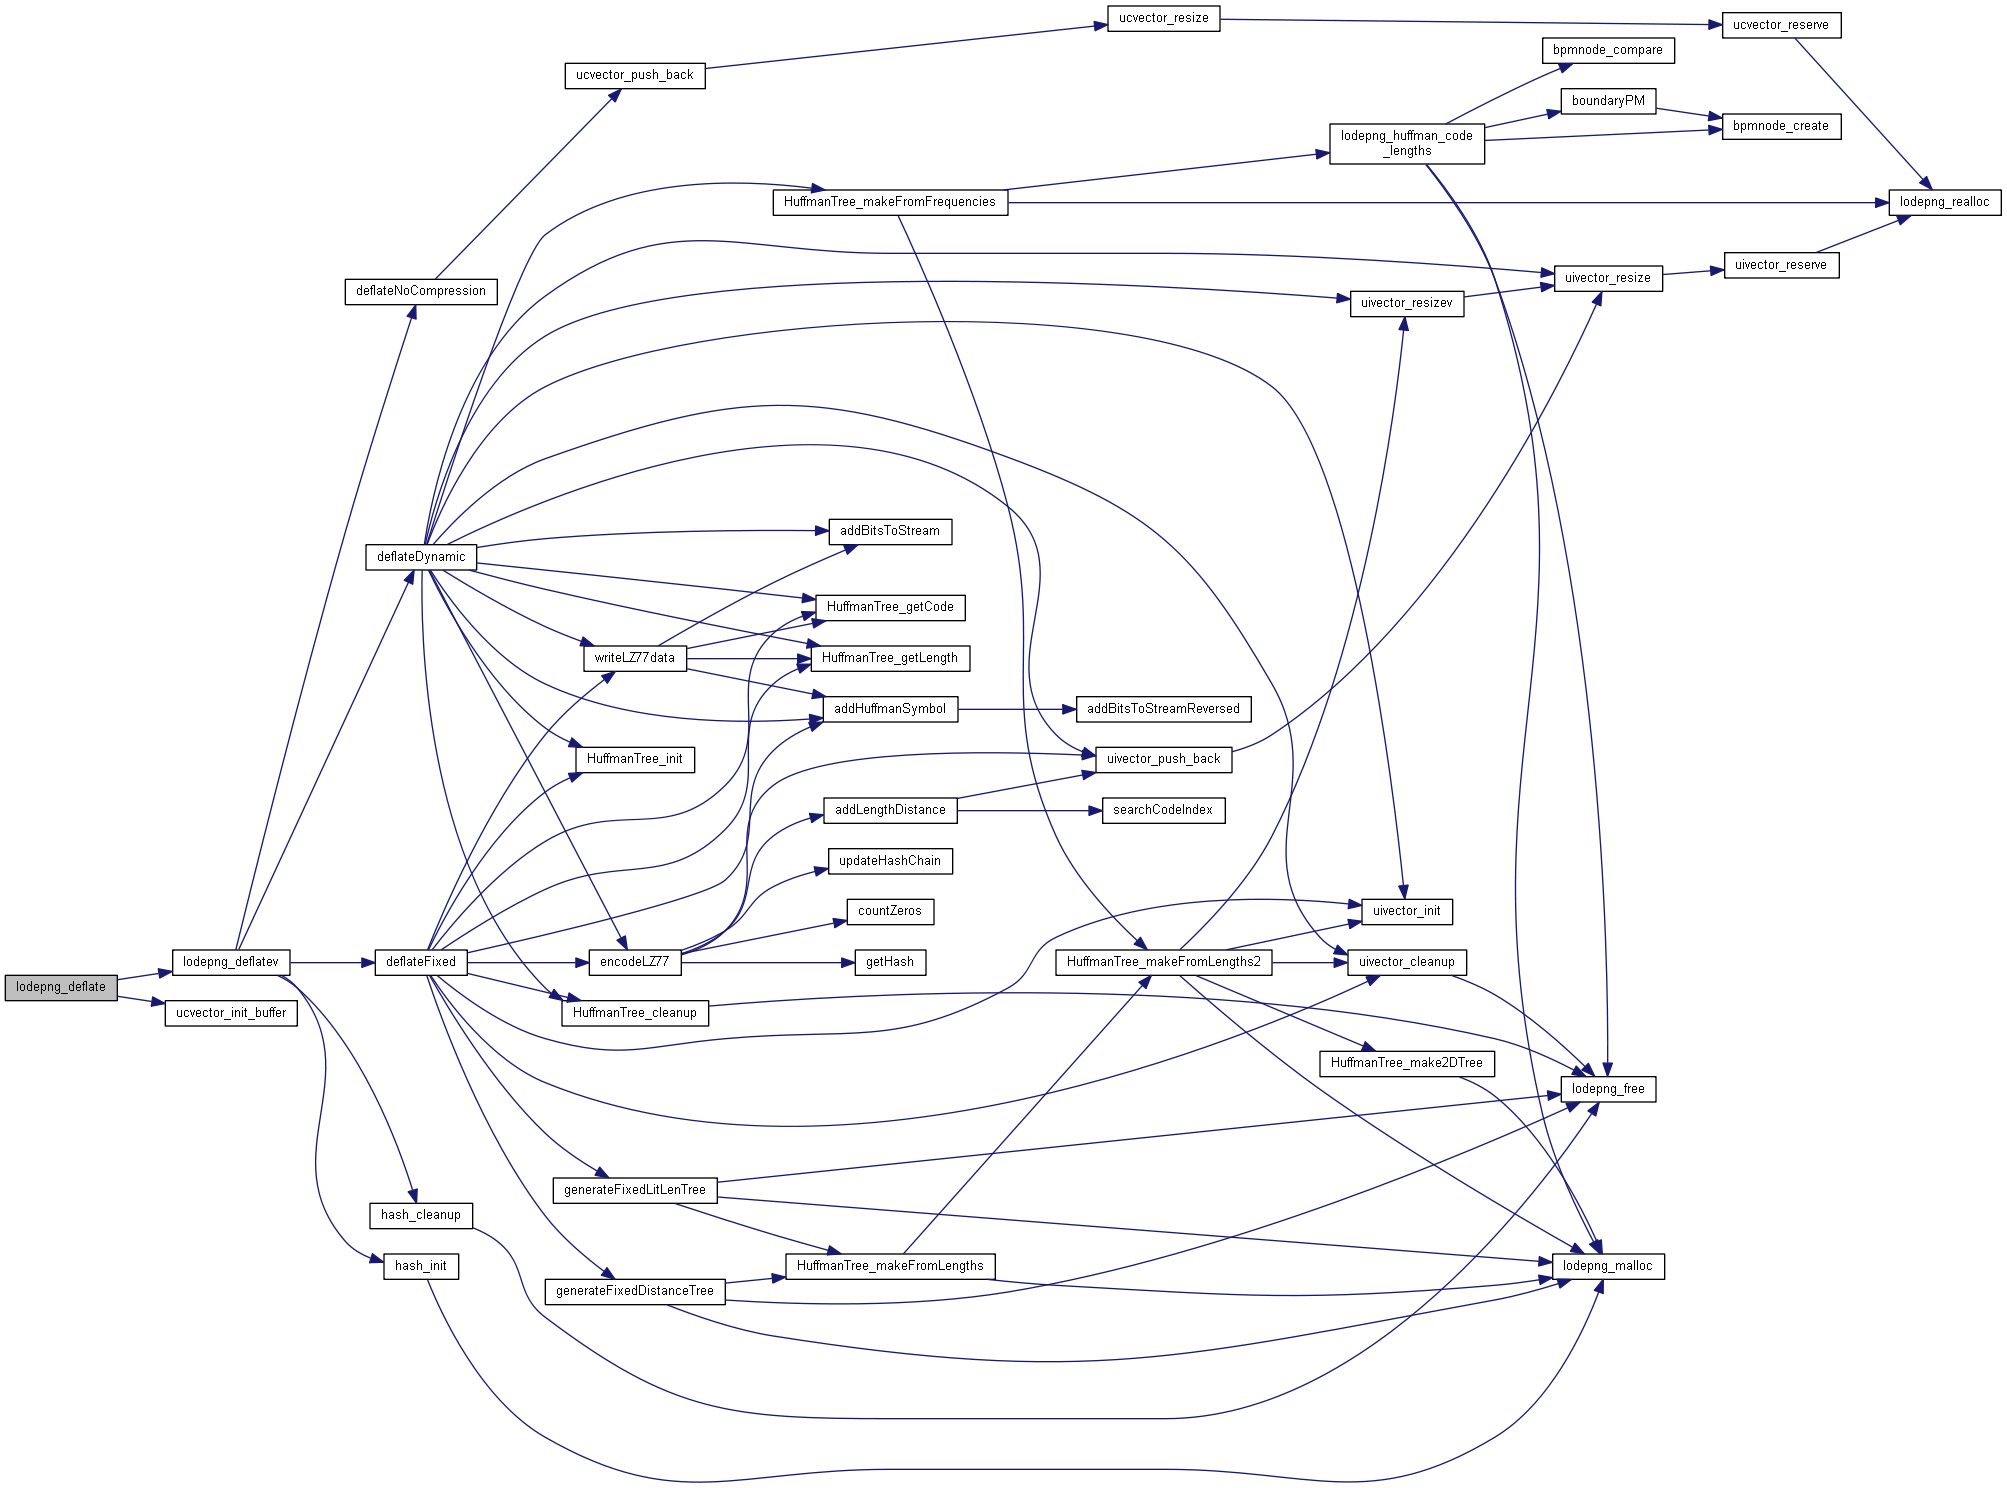 ucvector_resize
ucvector_reserve
bpmnode_compare
ucvector_push_back
boundaryPM
bpmnode_create
lodepng_huffman_code
_lengths
HuffmanTree_makeFromFrequencies
lodepng_realloc
uivector_reserve
uivector_resize
deflateNoCompression
uivector_resizev
addBitsToStream
deflateDynamic
HuffmanTree_getCode
writeLZ77data
HuffmanTree_getLength
addHuffmanSymbol
addBitsToStreamReversed
HuffmanTree_init
uivector_push_back
addLengthDistance
searchCodeIndex
updateHashChain
countZeros
uivector_init
lodepng_deflatev
deflateFixed
encodeLZ77
getHash
HuffmanTree_makeFromLengths2
uivector_cleanup
lodepng_deflate
ucvector_init_buffer
HuffmanTree_cleanup
HuffmanTree_make2DTree
lodepng_free
generateFixedLitLenTree
hash_cleanup
hash_init
HuffmanTree_makeFromLengths
lodepng_malloc
generateFixedDistanceTree